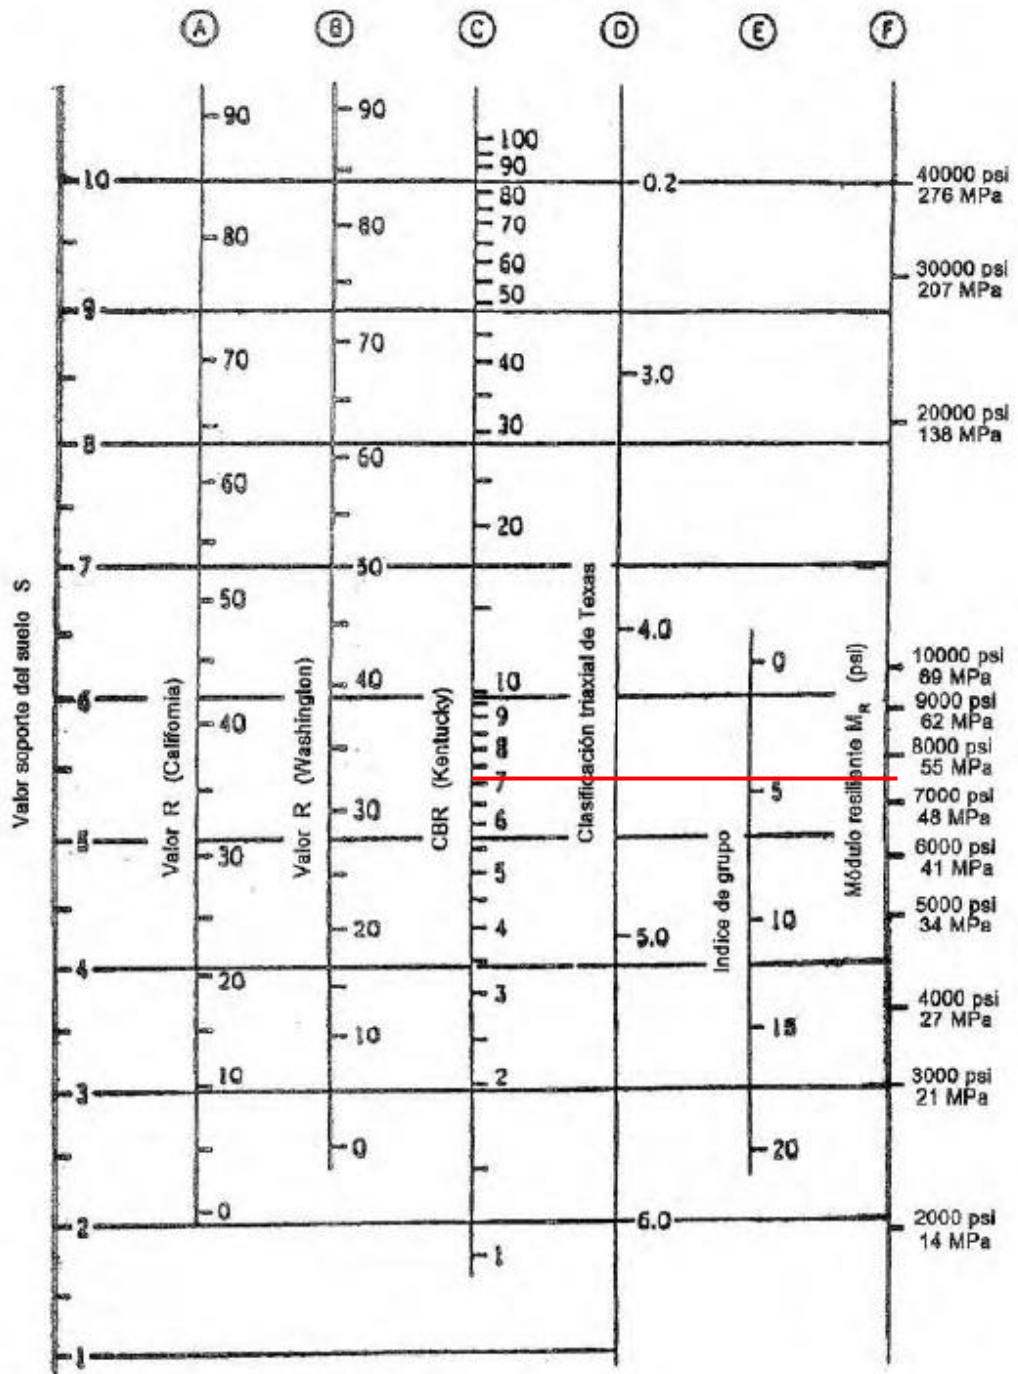 A B C D E F
Valor soporte del suelo S
10
9
8
7
6
5
4
3
2
1
Valor R (California)
90
80
70
60
50
40
30
20
10
0
Valor R (Washington)
90
80
70
60
50
40
30
20
10
0
CBR (Kentucky)
100
90
80
70
60
50
40
30
20
10
9
8
7
6
5
4
3
2
1
Clasificación triaxial de Texas
0.2
3.0
4.0
5.0
6.0
Indice de grupo
0
5
10
15
20
Módulo resiliente MR (psi)
40000 psi
276 MPa
30000 psi
207 MPa
20000 psi
138 MPa
10000 psi
69 MPa
9000 psi
62 MPa
8000 psi
55 MPa
7000 psi
48 MPa
6000 psi
41 MPa
5000 psi
34 MPa
4000 psi
27 MPa
3000 psi
21 MPa
2000 psi
14 MPa